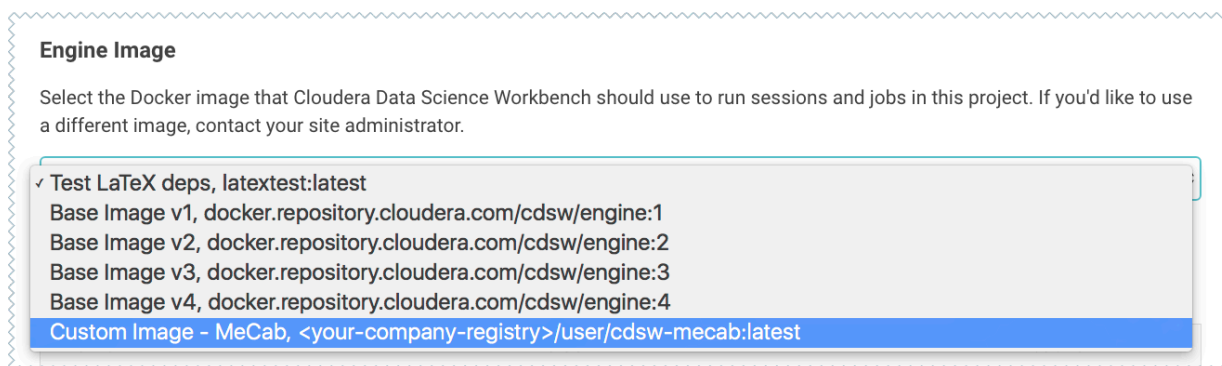 Engine Image
Select the Docker image that Cloudera Data Science Workbench should use to run sessions and jobs in this project. If you'd like to use
a different image, contact your site administrator.
✓ Test LaTeX deps, latextest:latest
Base Image v1, docker.repository.cloudera.com/cdsw/engine:1
Base Image v2, docker.repository.cloudera.com/cdsw/engine:2
Base Image v3, docker.repository.cloudera.com/cdsw/engine:3
Base Image v4, docker.repository.cloudera.com/cdsw/engine:4
Custom Image - MeCab, <your-company-registry>/user/cdsw-mecab:latest